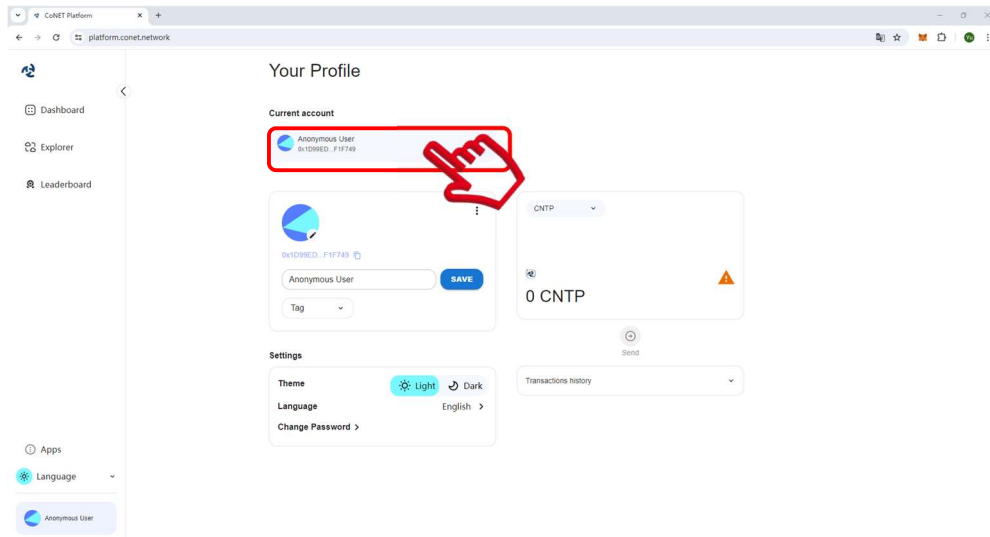 CoNET Platform
platform.conet.network
Yu
Your Profile
Dashboard
Explorer
Leaderboard
Current account
Anonymous User
0x1D99ED...F1F749
0x1D99ED...F1F749
Anonymous User
SAVE
Tag
CNTP
0 CNTP
Send
Transactions history
Settings
Theme
Light
Dark
Language
English
Change Password
Apps
Language
Anonymous User